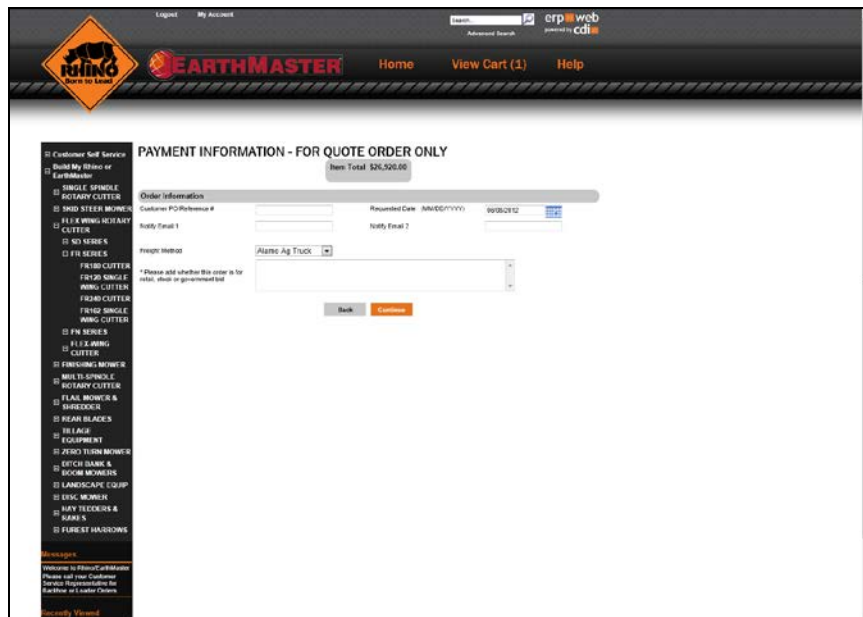 Logout My Account
Search...
Advanced Search
erp web
powered by cdi
RHINO
Born to Lead
EARTHMASTER
Home View Cart (1) Help
Customer Self Service
Build My Rhino or
EarthMaster
SINGLE SPINDLE
ROTARY CUTTER
SKID STEER MOWER
FLEX WING ROTARY
CUTTER
SD SERIES
FR SERIES
FR180 CUTTER
FR120 SINGLE
WING CUTTER
FR240 CUTTER
FR162 SINGLE
WING CUTTER
FN SERIES
FLEX-WING
CUTTER
FINISHING MOWER
MULTI-SPINDLE
ROTARY CUTTER
FLAIL MOWER &
SHREDDER
REAR BLADES
TILLAGE
EQUIPMENT
ZERO TURN MOWER
DITCH BANK &
BOOM MOWERS
LANDSCAPE EQUIP
DISC MOWER
HAY TEDDERS &
RAKES
FUREST HARROWS
Messages
Welcome to Rhino/EarthMaster
Please call your Customer
Service Representative for
Backhoe or Loader Orders
Recently Viewed
PAYMENT INFORMATION - FOR QUOTE ORDER ONLY
Item Total $26,920.00
Order Information
Customer PO/Reference # Requested Date (MM/DD/YYYY)
Notify Email 1 Notify Email 2
Freight Method Alamo Ag Truck
* Please add whether this order is for
retail, stock or government bid
Back Continue